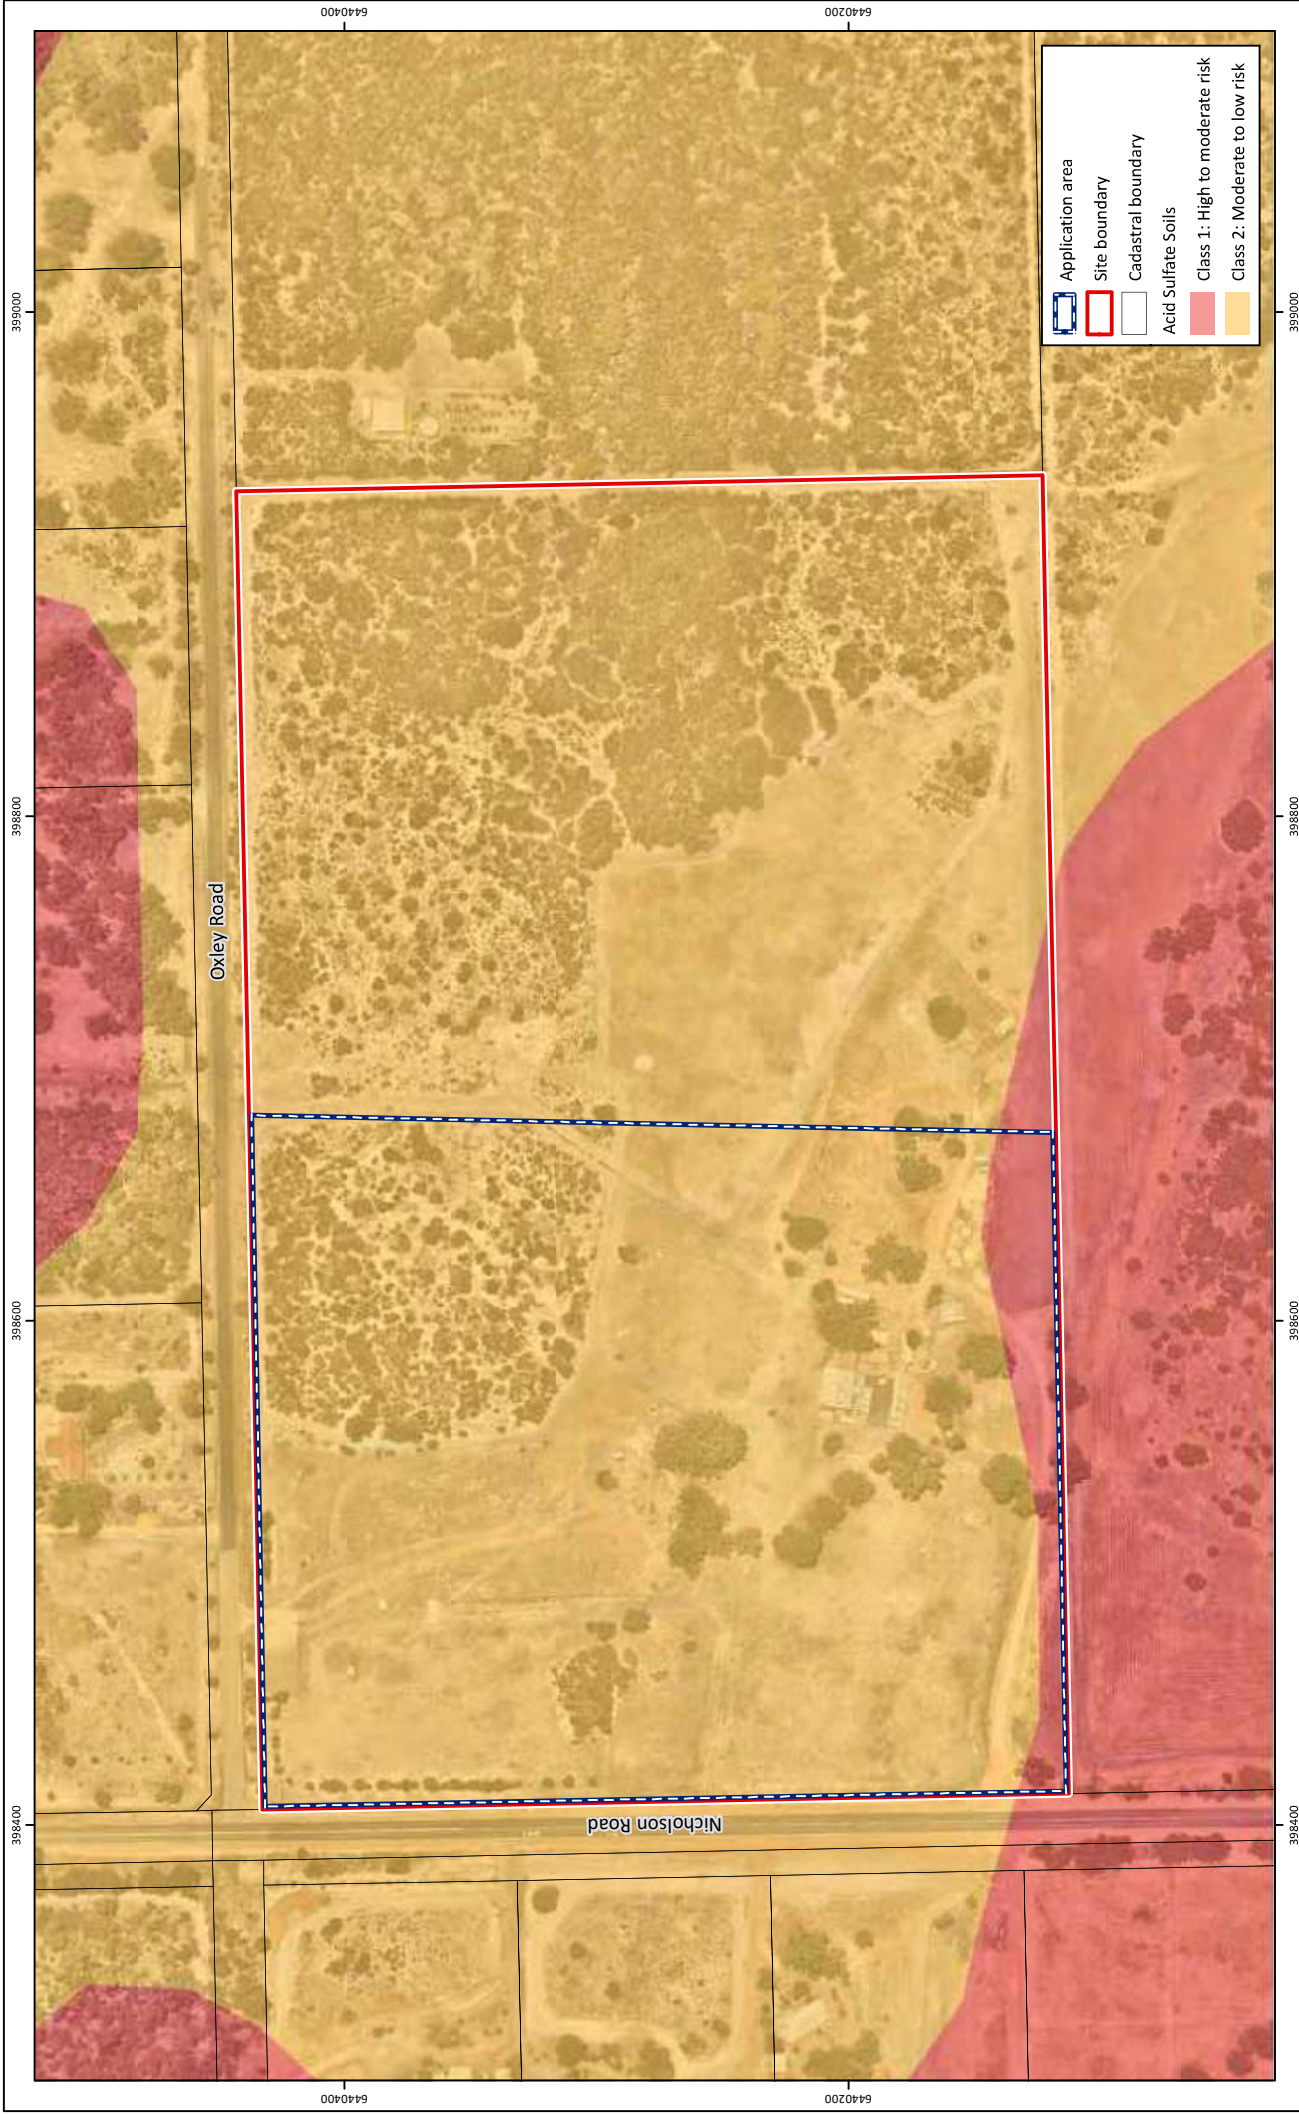 398400
398600
398800
399000
6440400
6440400
6440200
6440200
Oxley Road
Nicholson Road
Application area
Site boundary
Cadastral boundary
Acid Sulfate Soils
Class 1: High to moderate risk
Class 2: Moderate to low risk
398400
398600
398800
399000